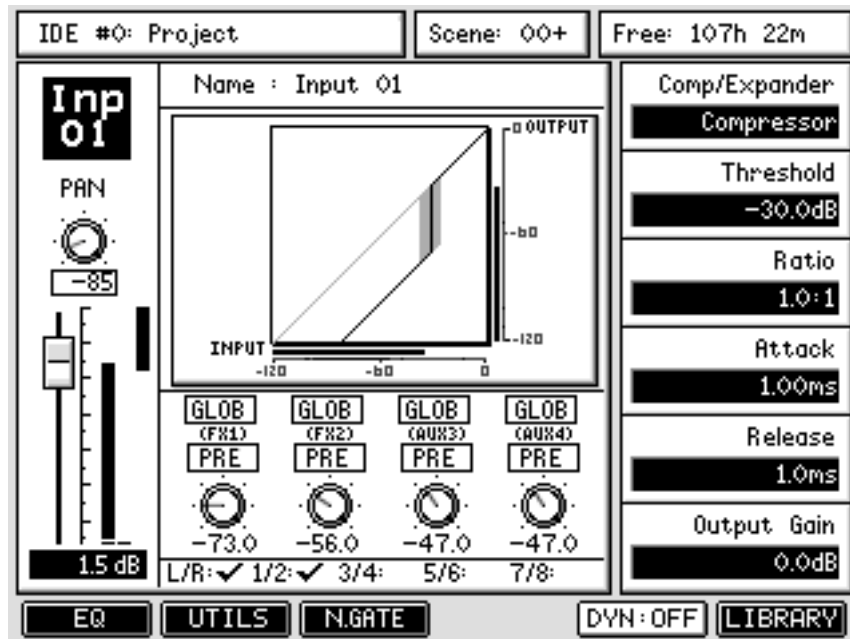 IDE #0: Project
Scene: 00+
Free: 107h 22m
Inp
01
PAN
-85
1.5 dB
Name : Input 01
0 OUTPUT
-60
-120
INPUT
-120 -60 0
GLOB GLOB GLOB GLOB
(FX1) (FX2) (AUX3) (AUX4)
PRE PRE PRE PRE
-73.0 -56.0 -47.0 -47.0
L/R:✓ 1/2:✓ 3/4: 5/6: 7/8:
Comp/Expander
Compressor
Threshold
-30.0dB
Ratio
1.0:1
Attack
1.00ms
Release
1.0ms
Output Gain
0.0dB
EQ UTILS N.GATE DYN:OFF LIBRARY